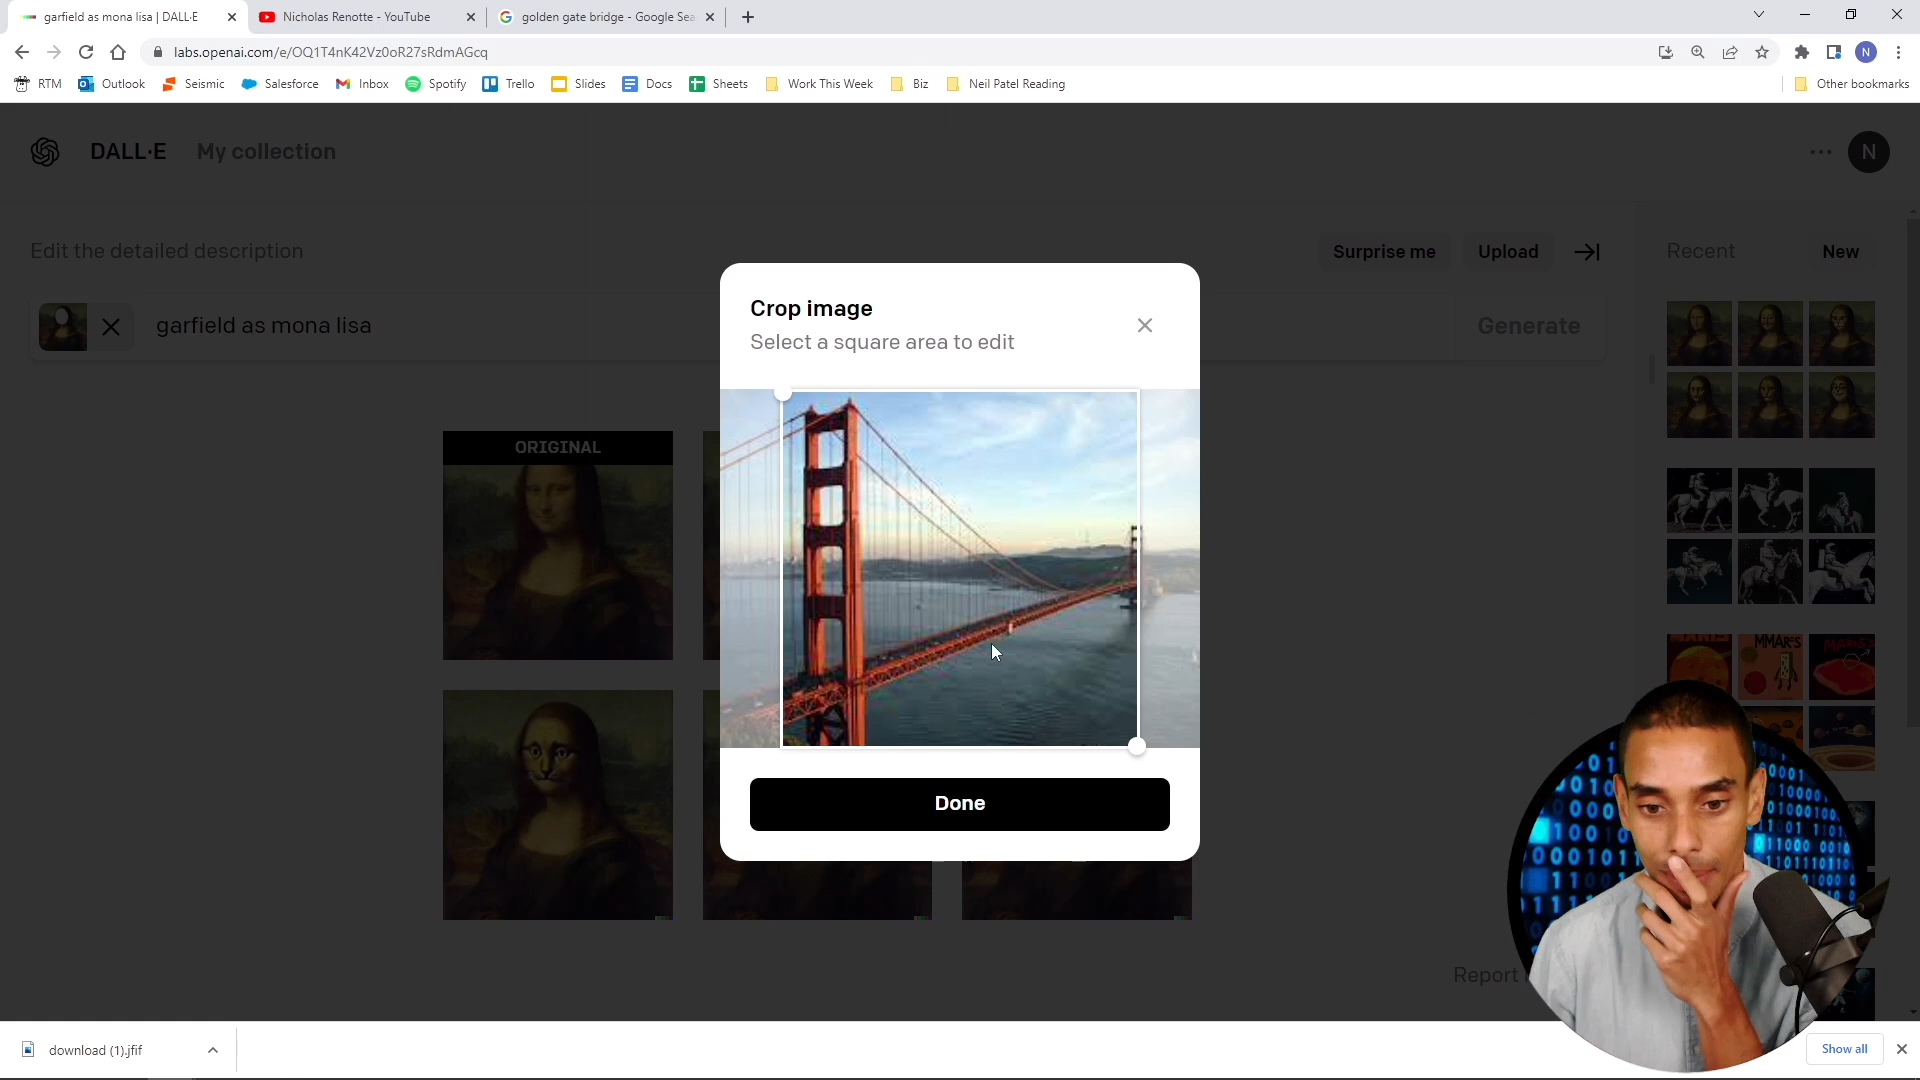 garfield as mona lisa | DALL·E
Nicholas Renotte - YouTube
golden gate bridge - Google Sea
labs.openai.com/e/OQ1T4nK42Vz0oR27sRdmAGcq
N
RTM
Outlook
Seismic
Salesforce
Inbox
Spotify
Trello
Slides
Docs
Sheets
Work This Week
Biz
Neil Patel Reading
Other bookmarks
DALL·E
My collection
N
Edit the detailed description
Surprise me
Upload
Recent
New
garfield as mona lisa
Generate
Crop image
Select a square area to edit
ORIGINAL
Done
MMAR'S
MARS
Report
download (1).jfif
Show all